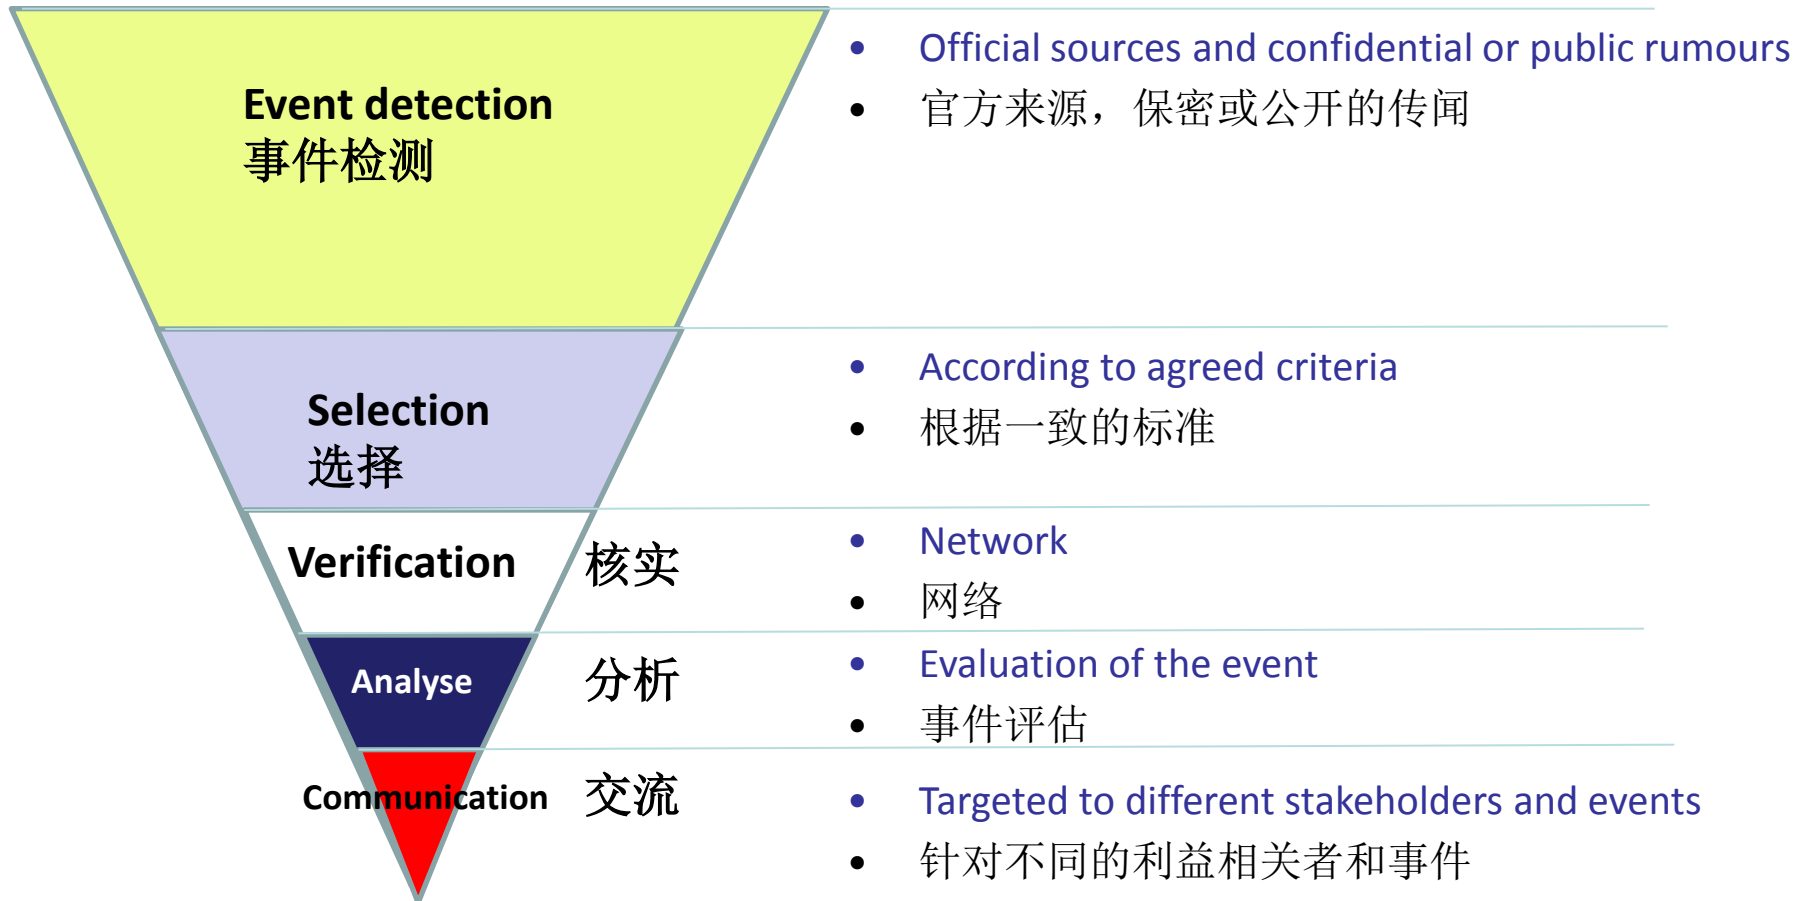 Event detection
事件检测
• Official sources and confidential or public rumours
• 官方来源，保密或公开的传闻
Selection
选择
• According to agreed criteria
• 根据一致的标准
Verification 核实
• Network
• 网络
Analyse 分析
• Evaluation of the event
• 事件评估
Communication 交流
• Targeted to different stakeholders and events
• 针对不同的利益相关者和事件